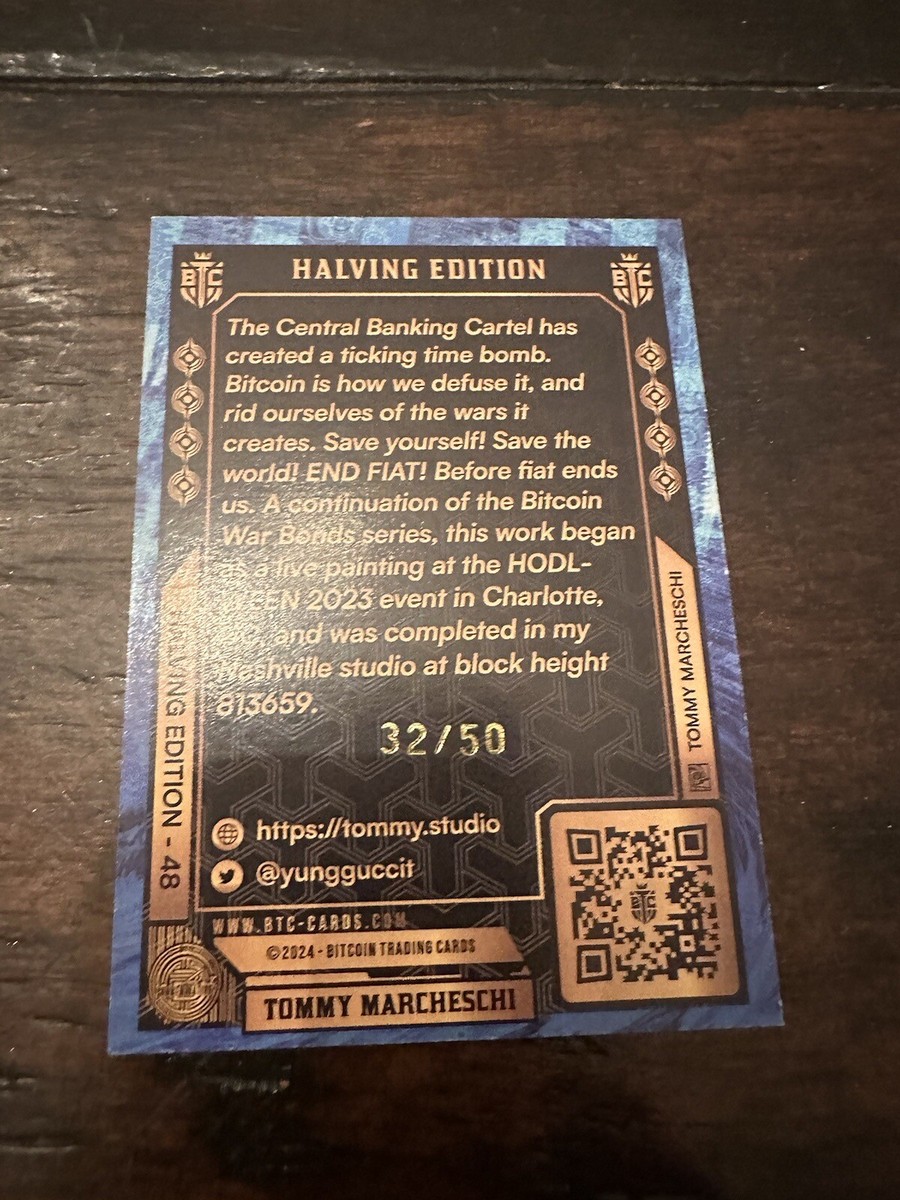 BTC
HALVING EDITION
BTC
The Central Banking Cartel has
created a ticking time bomb.
Bitcoin is how we defuse it, and
rid ourselves of the wars it
creates. Save yourself! Save the
world! END FIAT! Before fiat ends
us. A continuation of the Bitcoin
War Bonds series, this work began
as a live painting at the HODL-
WEEN 2023 event in Charlotte,
and was completed in my
Nashville studio at block height
813659.
32/50
HALVING EDITION - 48
TOMMY MARCHESCHI
https://tommy.studio
@yungguccit
WWW.BTC-CARDS.COM
©2024 - BITCOIN TRADING CARDS
TOMMY MARCHESCHI
BTC